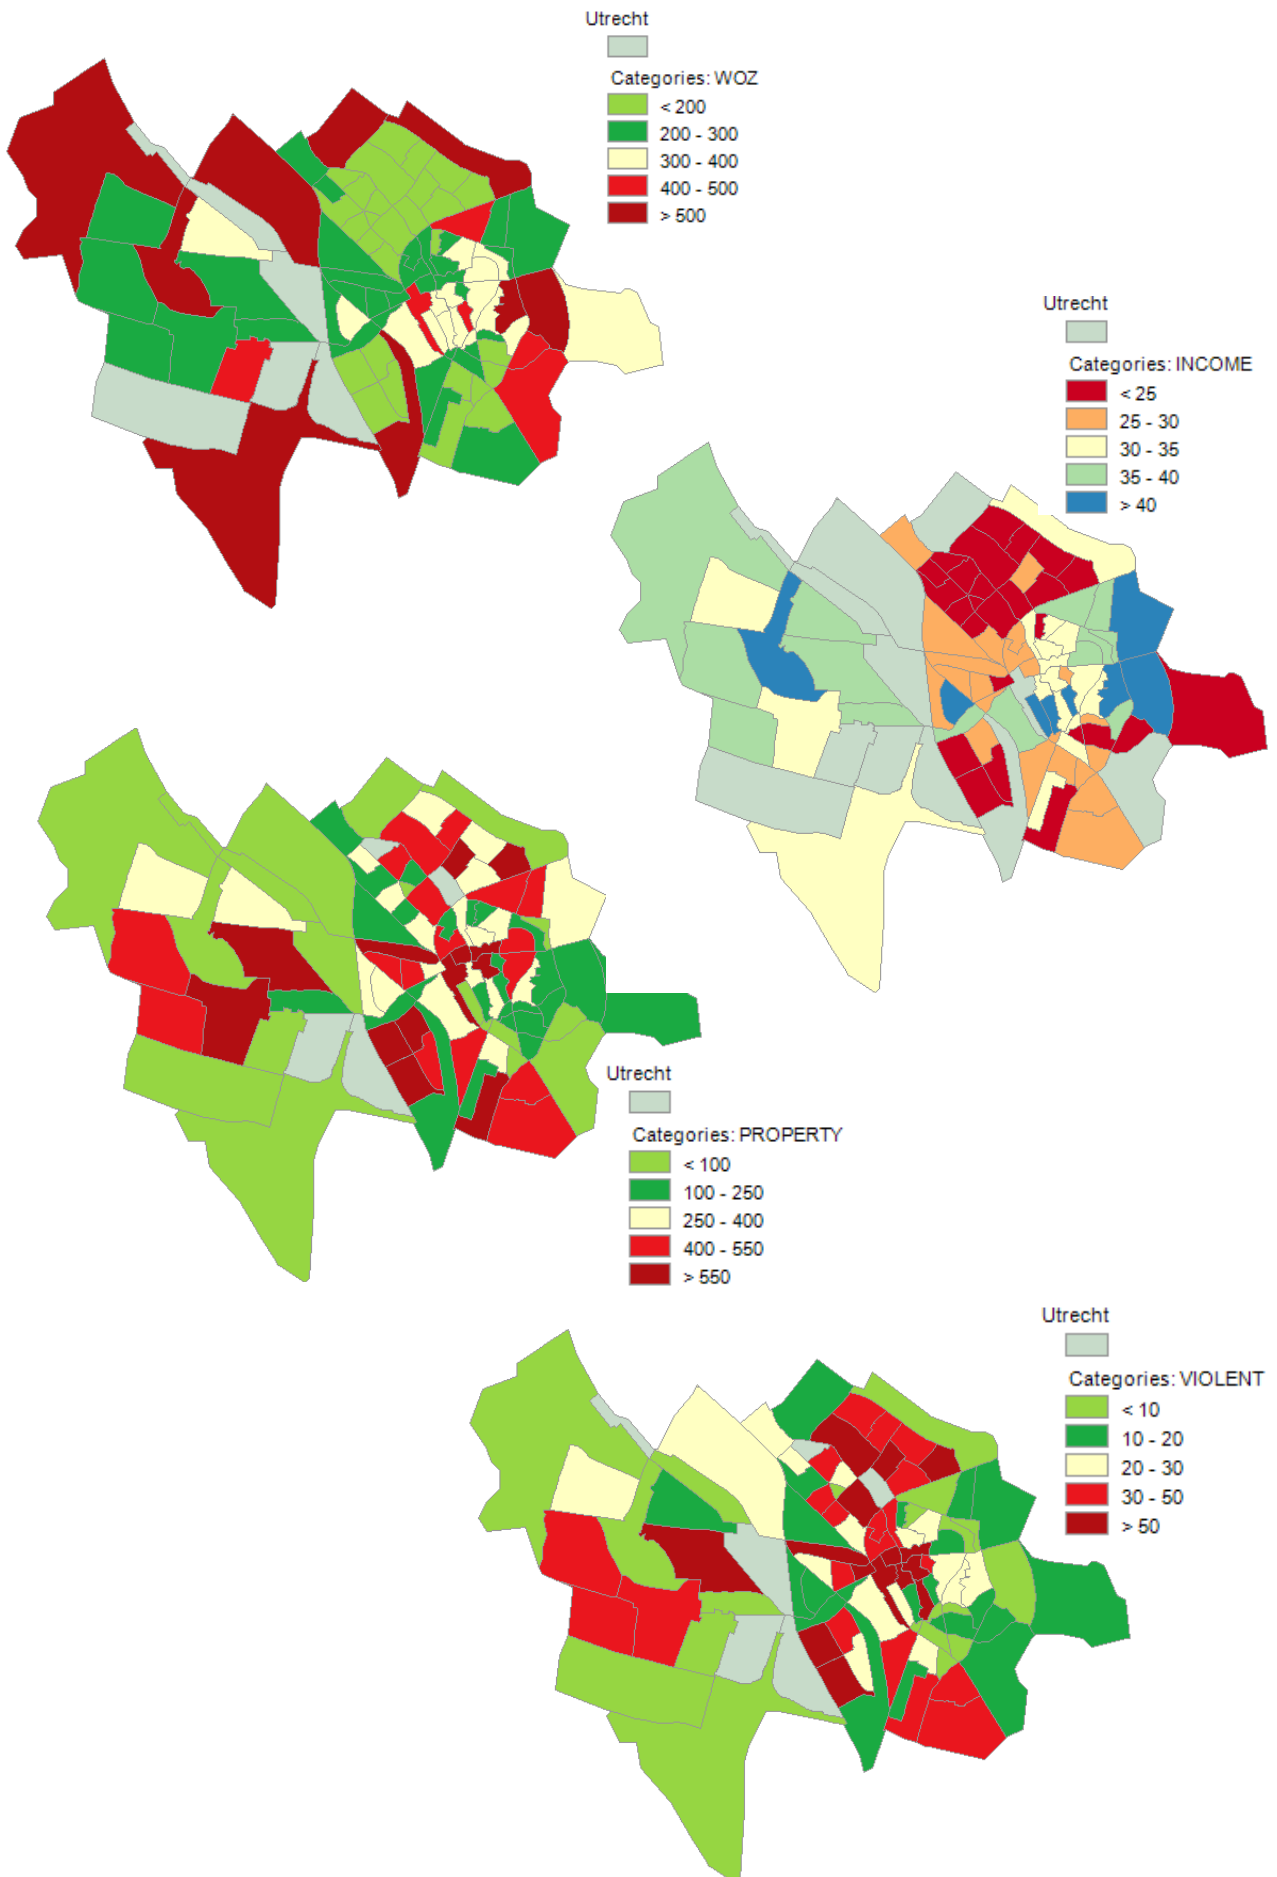 Utrecht
Categories: WOZ
< 200
200 - 300
300 - 400
400 - 500
> 500
Utrecht
Categories: INCOME
< 25
25 - 30
30 - 35
35 - 40
> 40
Utrecht
Categories: PROPERTY
< 100
100 - 250
250 - 400
400 - 550
> 550
Utrecht
Categories: VIOLENT
< 10
10 - 20
20 - 30
30 - 50
> 50